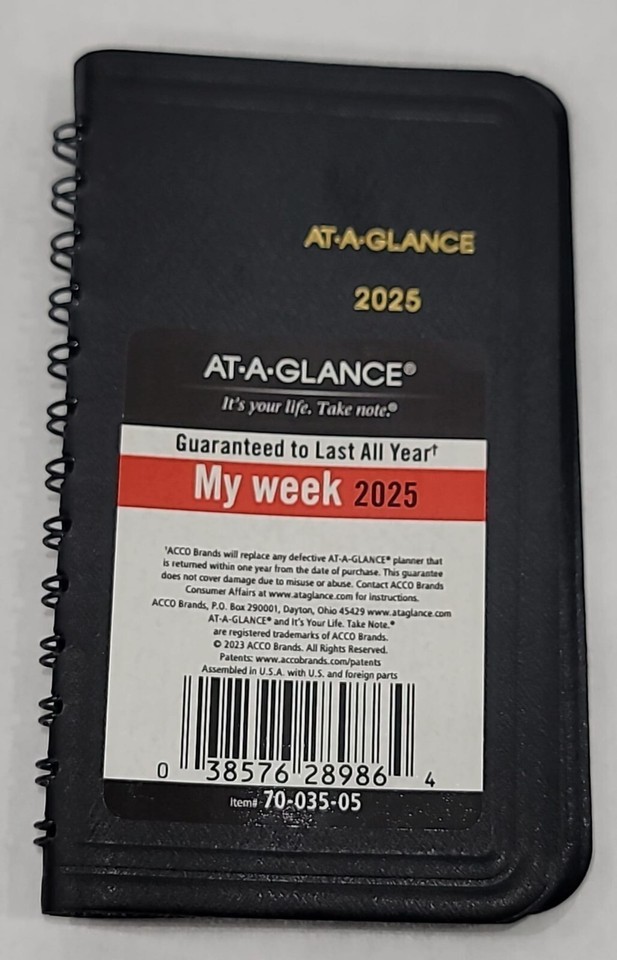 AT-A-GLANCE
2025
AT·A·GLANCE®
It's your life. Take note.®
Guaranteed to Last All Year†
My week 2025
†ACCO Brands will replace any defective AT-A-GLANCE® planner that
is returned within one year from the date of purchase. This guarantee
does not cover damage due to misuse or abuse. Contact ACCO Brands
Consumer Affairs at www.ataglance.com for instructions.
ACCO Brands, P.O. Box 290001, Dayton, Ohio 45429 www.ataglance.com
AT-A-GLANCE® and It's Your Life. Take Note.®
are registered trademarks of ACCO Brands.
© 2023 ACCO Brands. All Rights Reserved.
Patents: www.accobrands.com/patents
Assembled in U.S.A. with U.S. and foreign parts
0 38576 28986 4
Item# 70-035-05